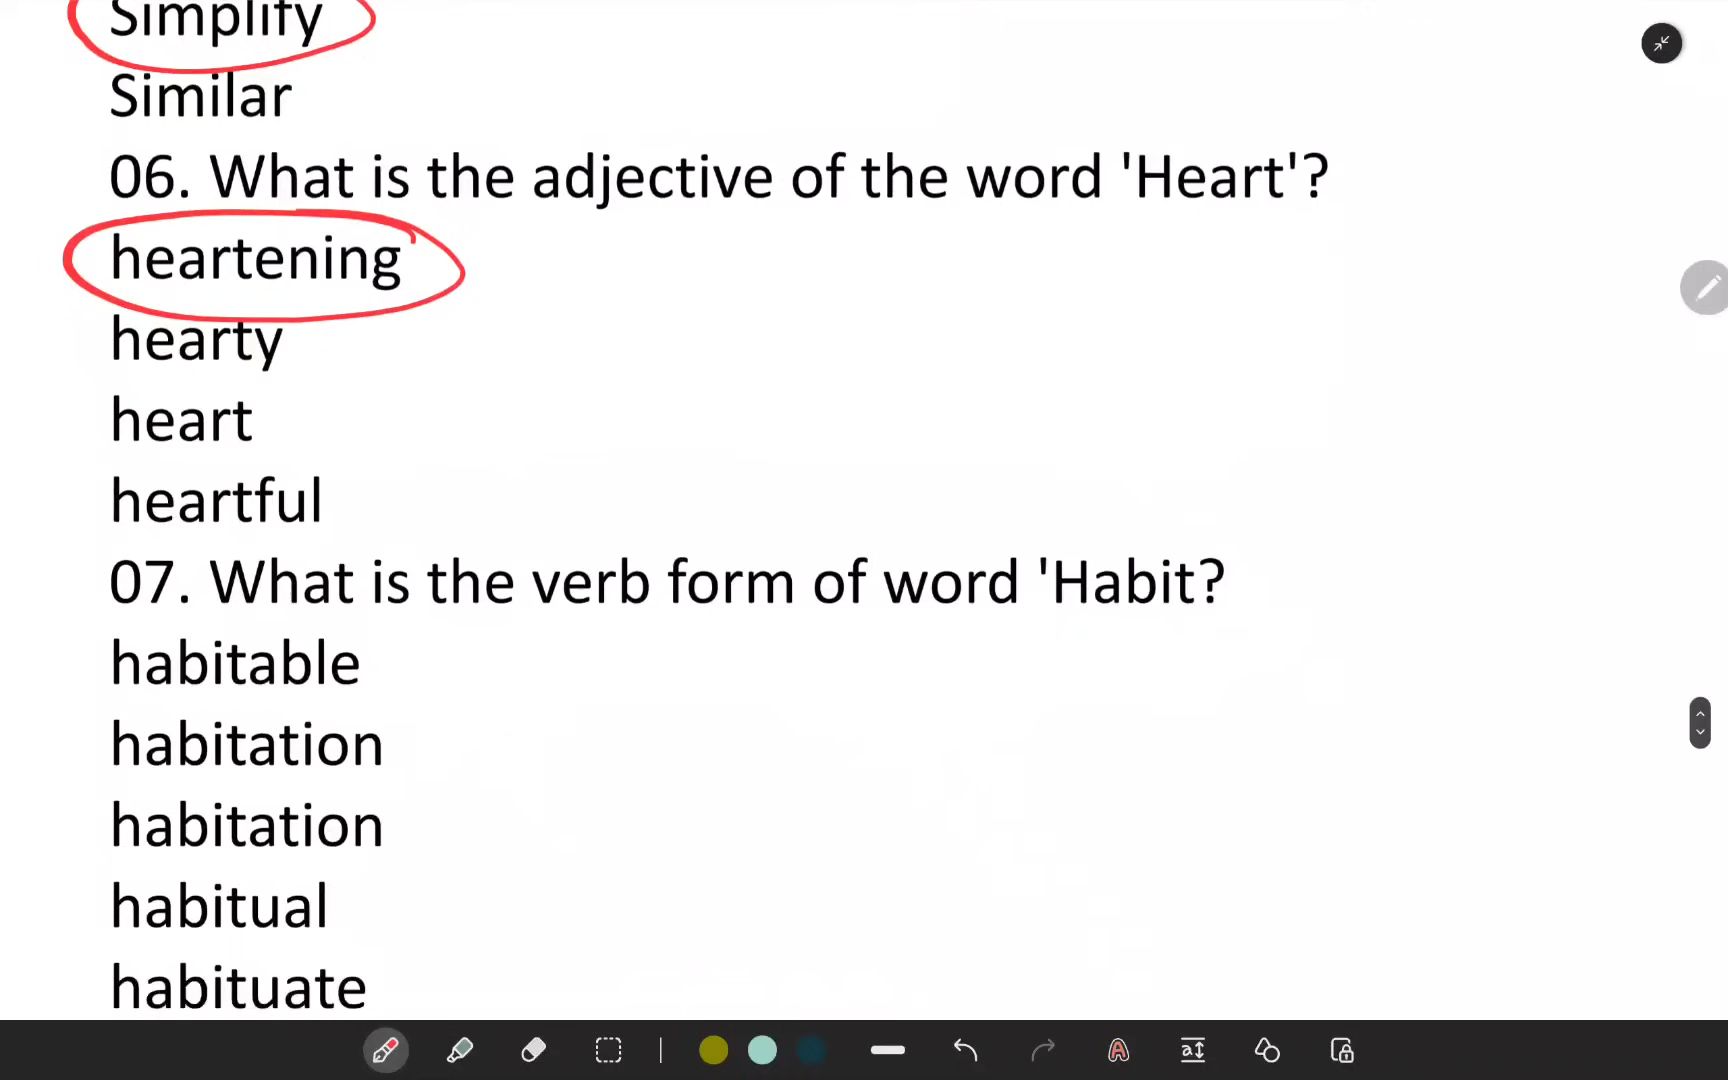 Simplify
Similar
06. What is the adjective of the word 'Heart'?
heartening
hearty
heart
heartful
07. What is the verb form of word 'Habit?
habitable
habitation
habitation
habitual
habituate